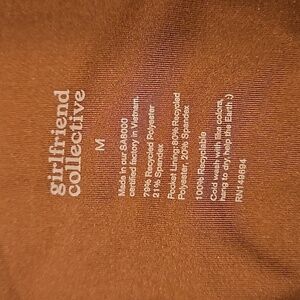 girlfriend
collective
M
Made in our SA8000
certified factory in Vietnam.
79% Recycled Polyester
21% Spandex
Pocket Lining: 80% Recycled
Polyester, 20% Spandex
100% Recyclable
Cold wash with like colors,
hang to dry, help the Earth :)
RN149694